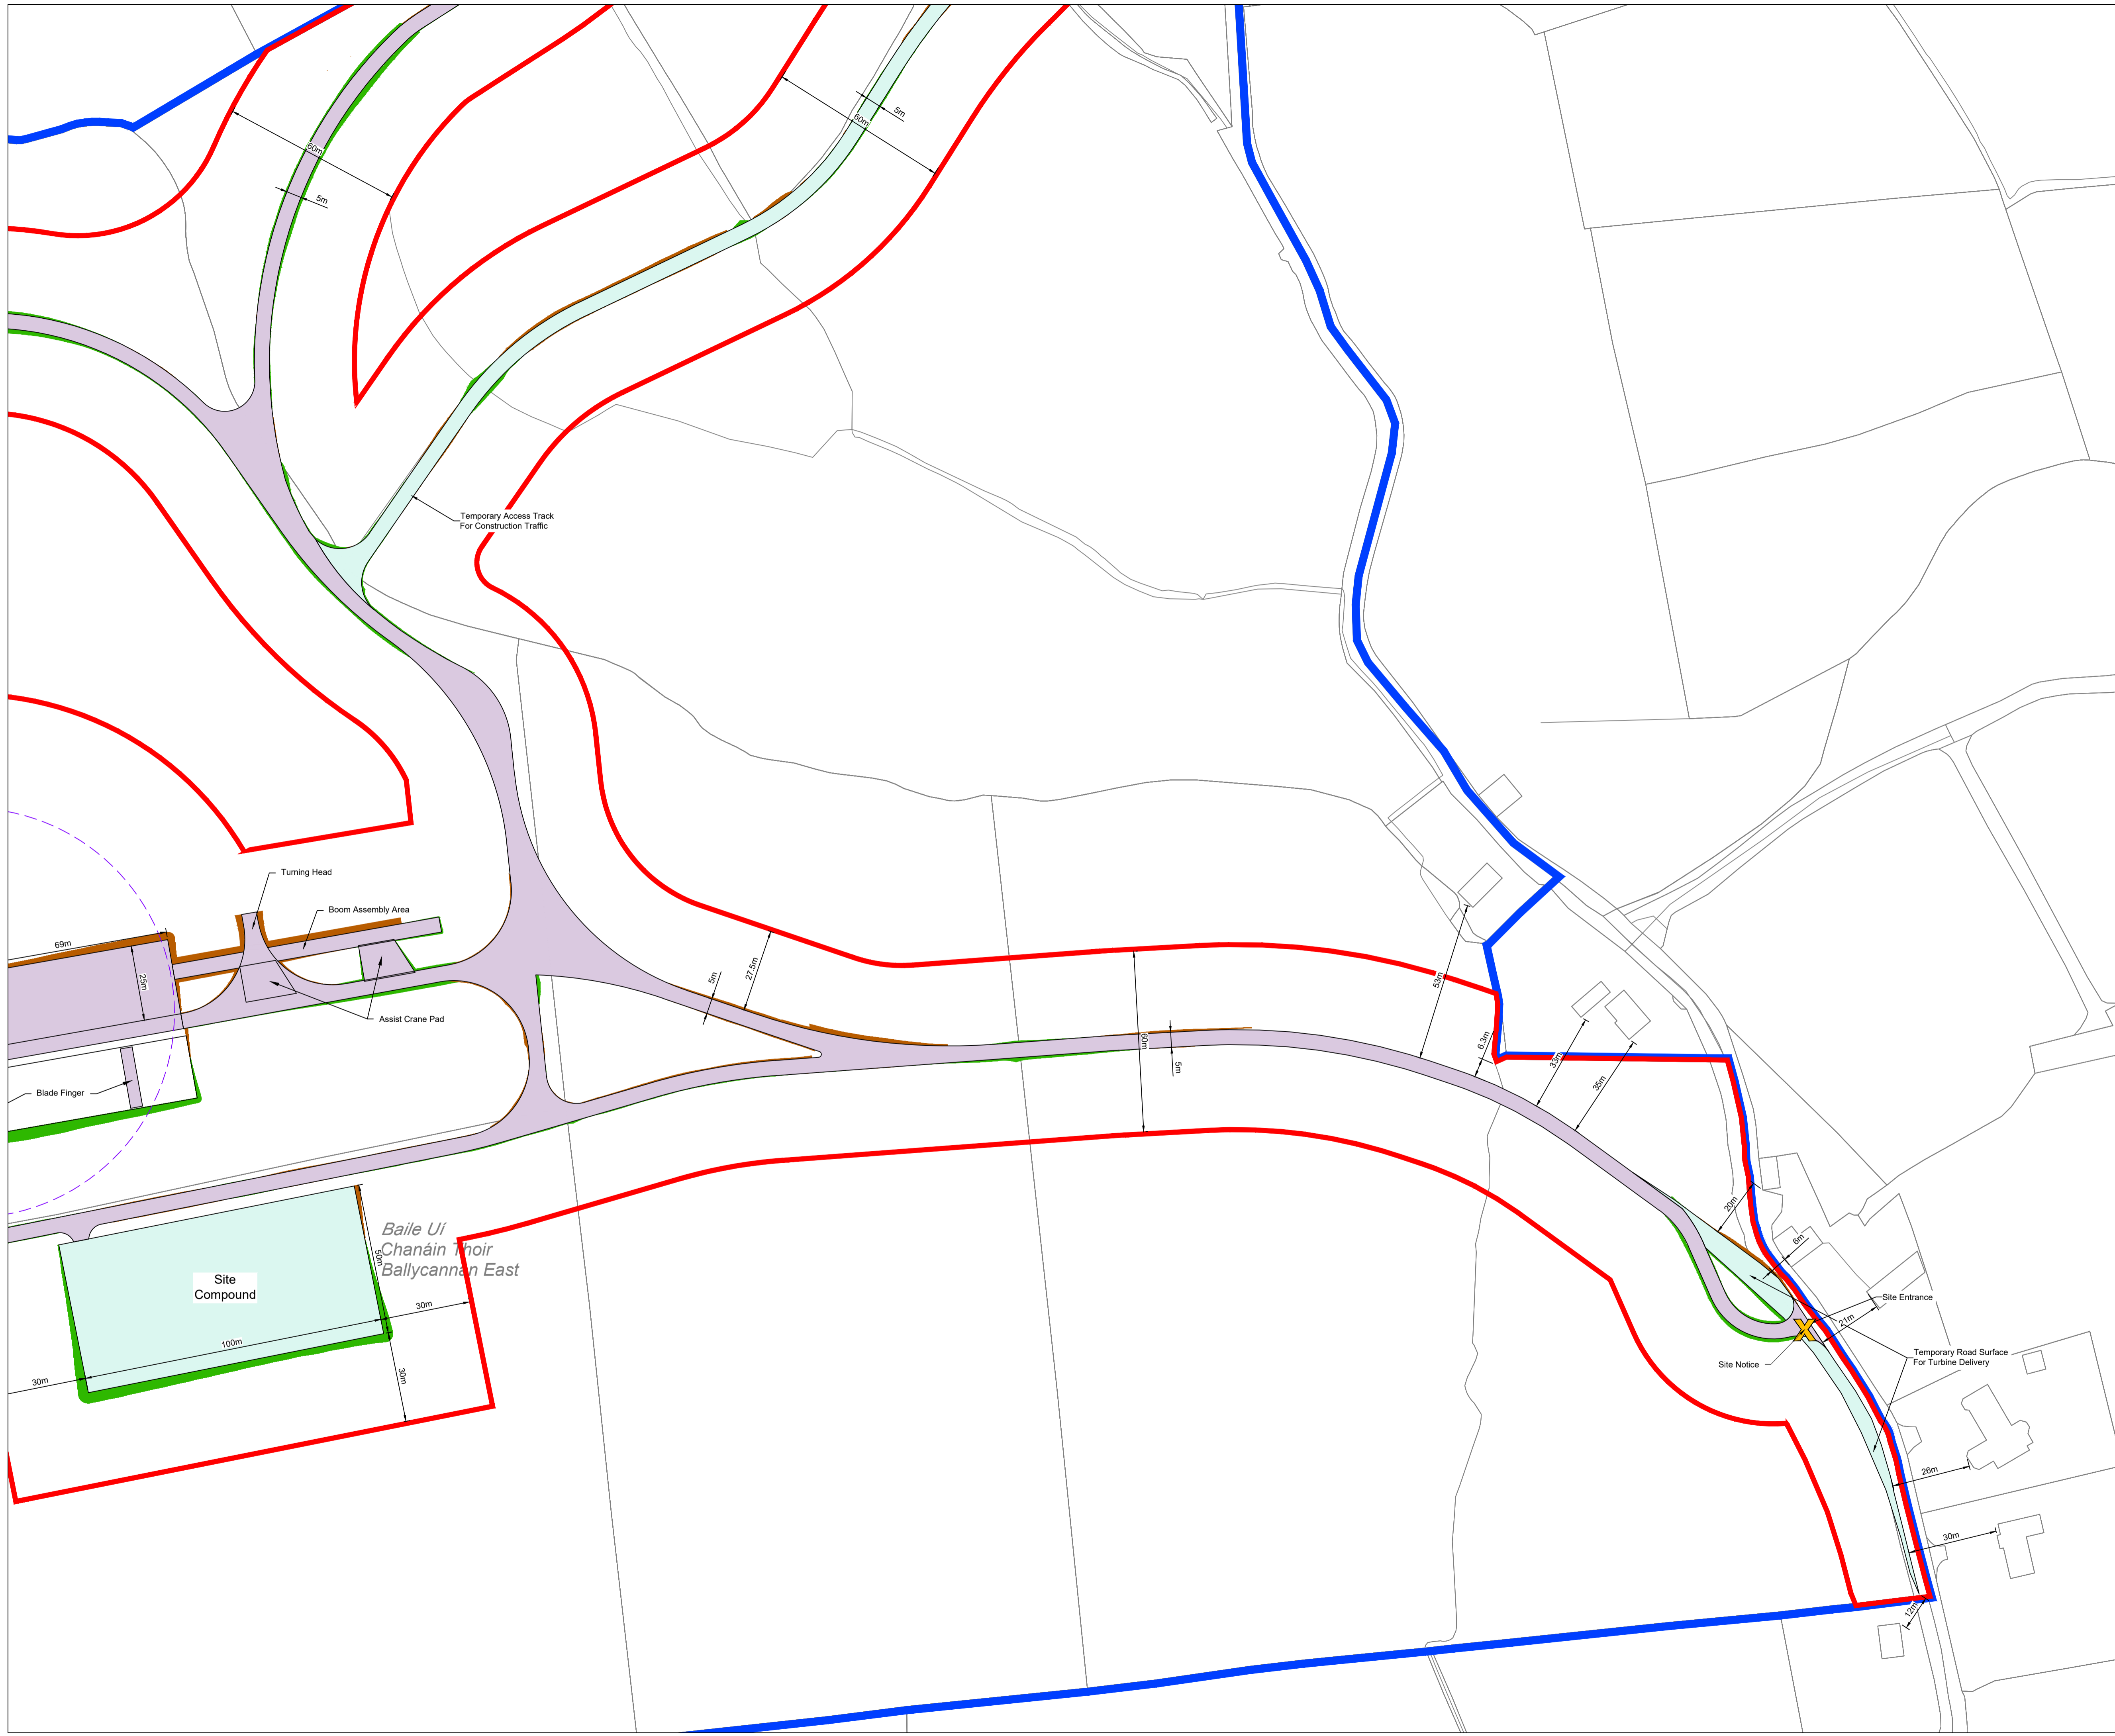 5m
60m
60m
5m
Temporary Access Track
For Construction Traffic
Turning Head
Boom Assembly Area
69m
25m
5m
27.5m
53m
Assist Crane Pad
60m
5m
6.3m
33m
35m
Blade Finger
20m
6m
Baile Uí
Chanáin Thoir
Ballycannan East
50m
Site
Compound
30m
Site Entrance
21m
100m
30m
30m
Site Notice
Temporary Road Surface
For Turbine Delivery
26m
30m
12m